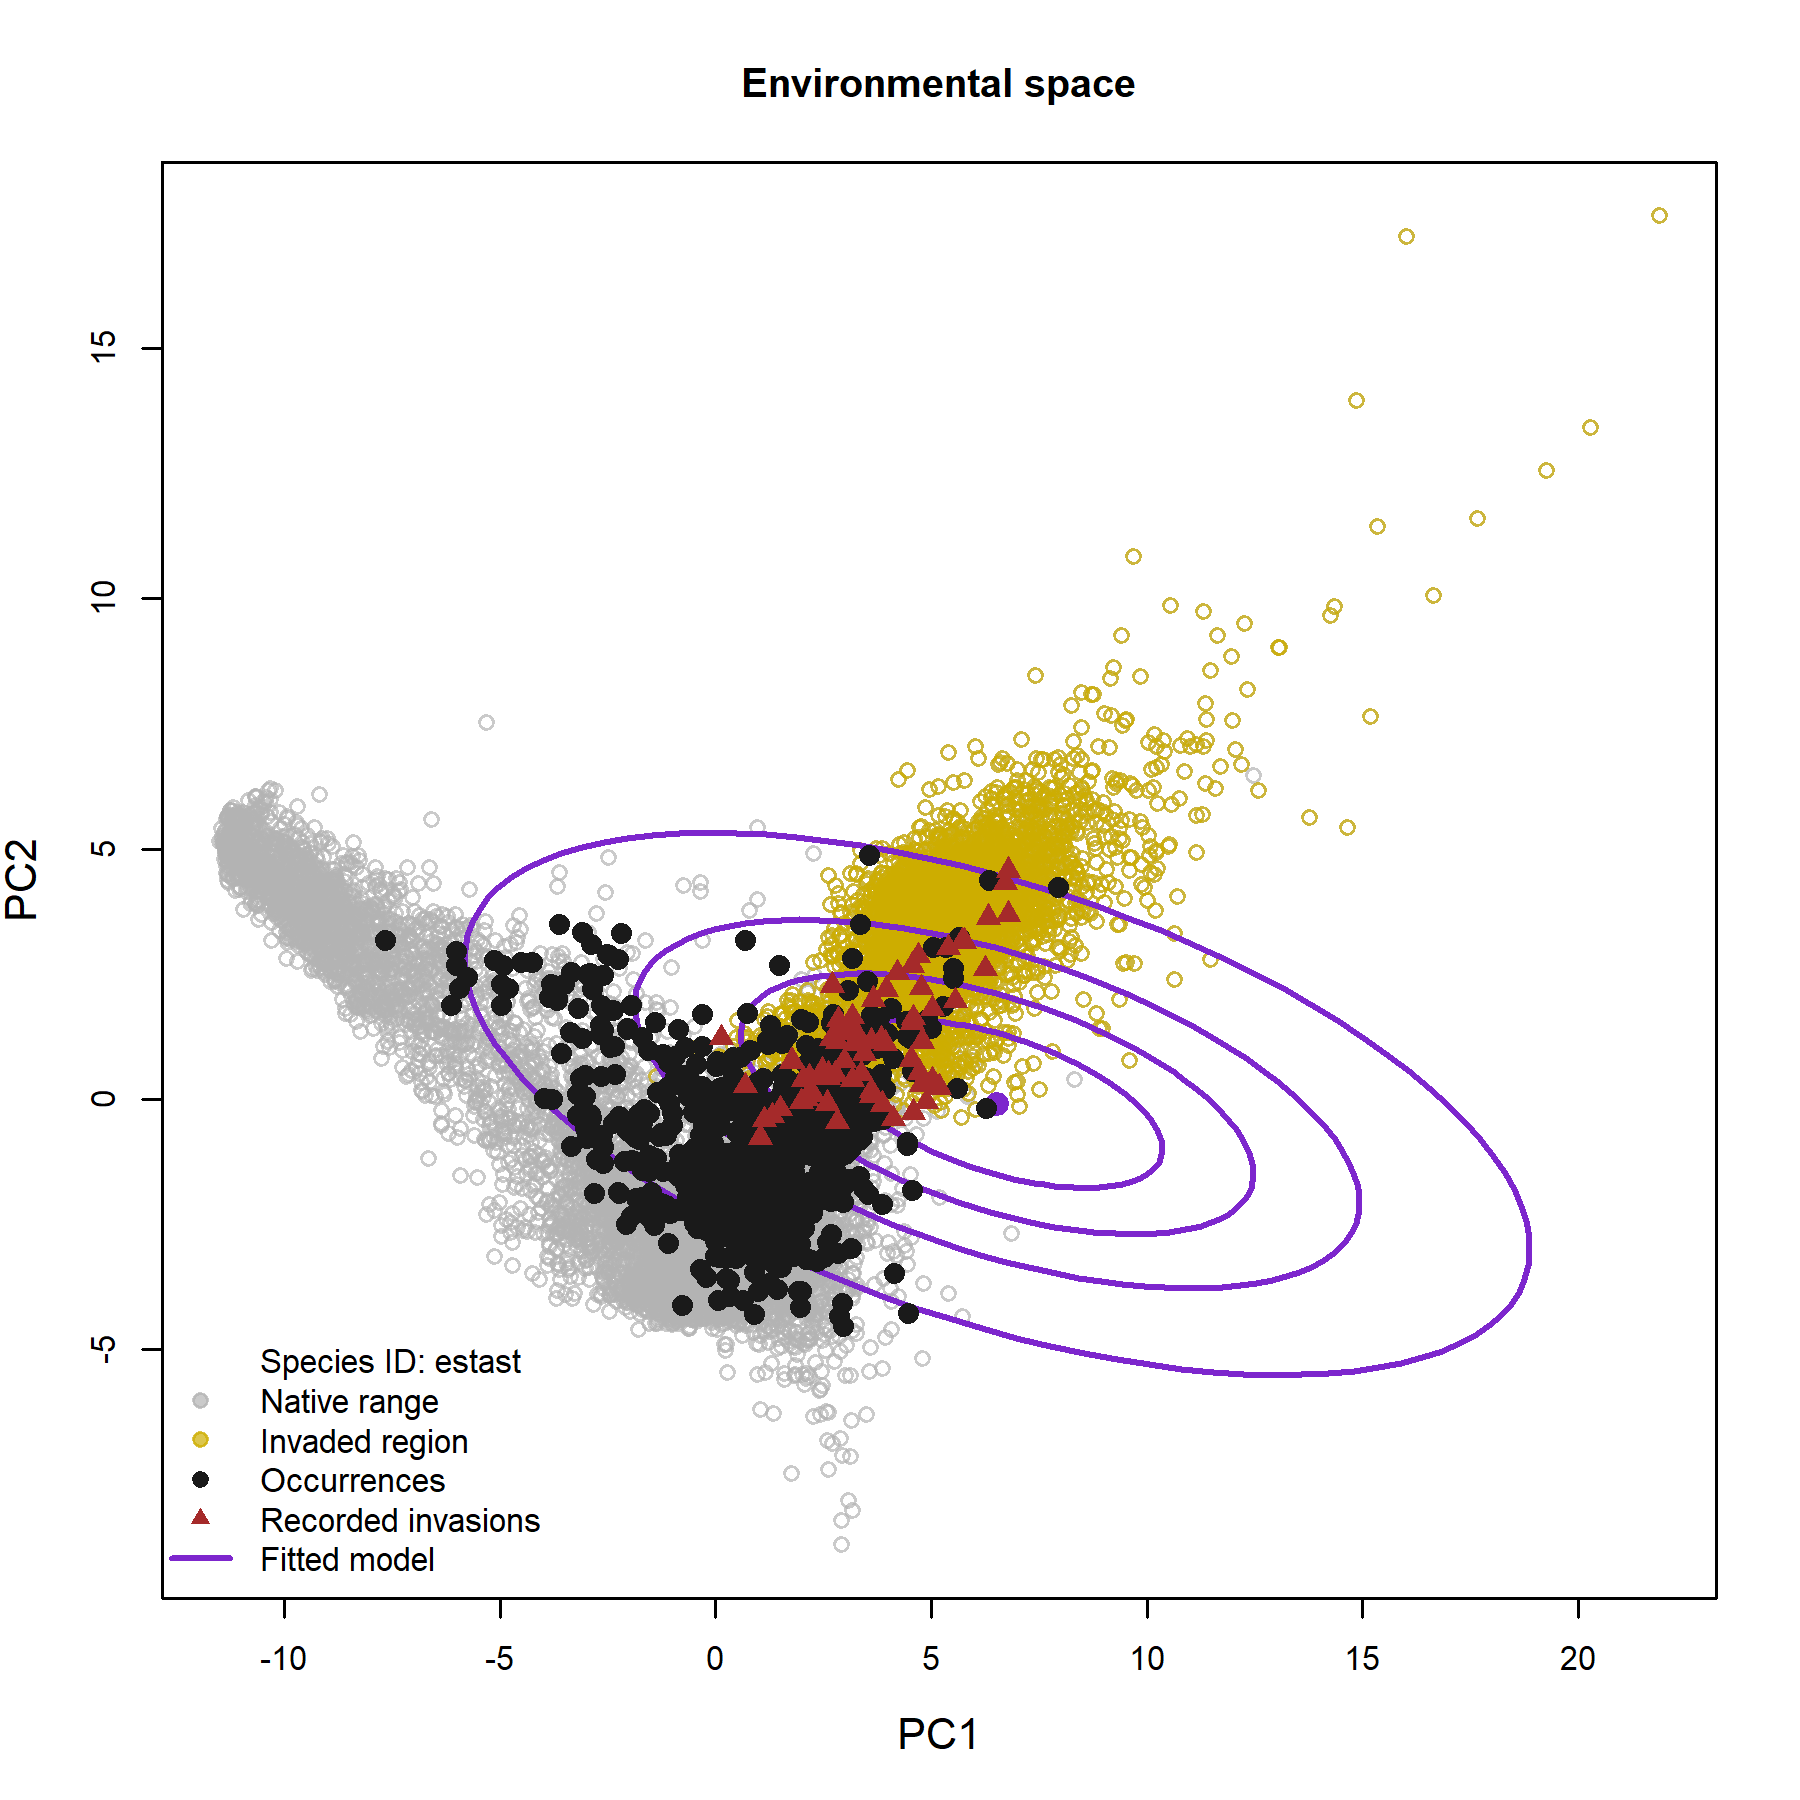 Environmental space
PC2
15
10
5
0
-5
Species ID: estast
Native range
Invaded region
Occurrences
Recorded invasions
Fitted model
-10 -5 0 5 10 15 20
PC1